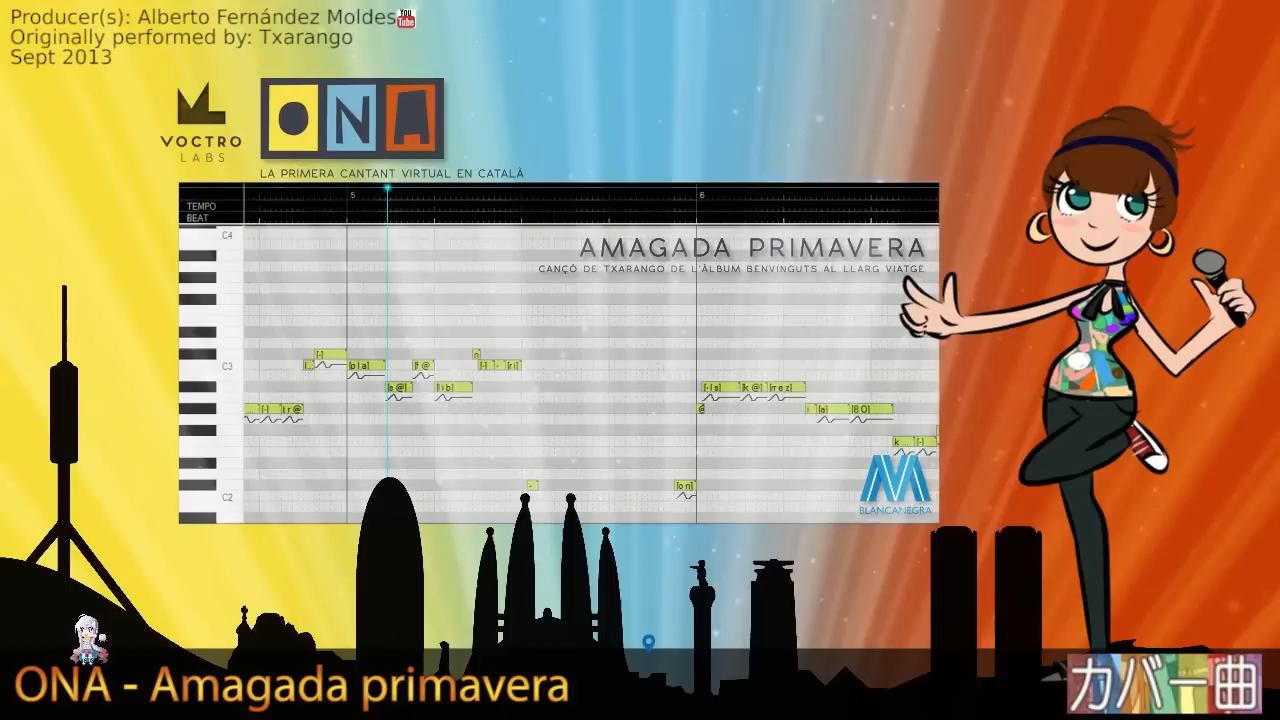 Producer(s): Alberto Fernández Moldes You Tube
Originally performed by: Txarango
Sept 2013
VOCTRO
LABS
ONA
LA PRIMERA CANTANT VIRTUAL EN CATALÀ
5
6
TEMPO
BEAT
C4
AMAGADA PRIMAVERA
CANÇÓ DE TXARANGO DE L'ÀLBUM BENVINGUTS AL LLARG VIATGE
C3
C2
BLANCANEGRA
ONA - Amagada primavera
カバー曲